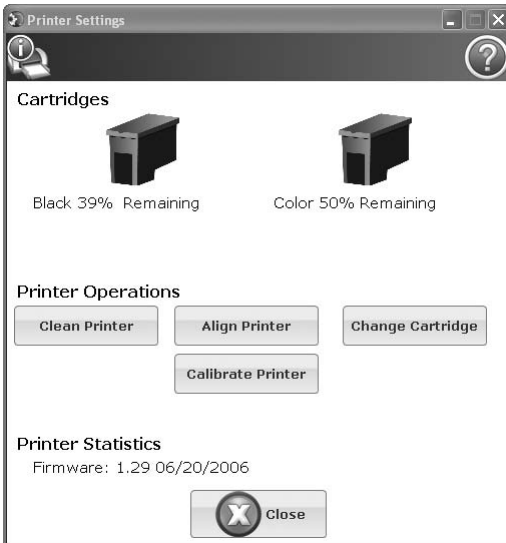 Printer Settings
Cartridges
Black 39% Remaining
Color 50% Remaining
Printer Operations
Clean Printer
Align Printer
Change Cartridge
Calibrate Printer
Printer Statistics
Firmware: 1.29 06/20/2006
Close